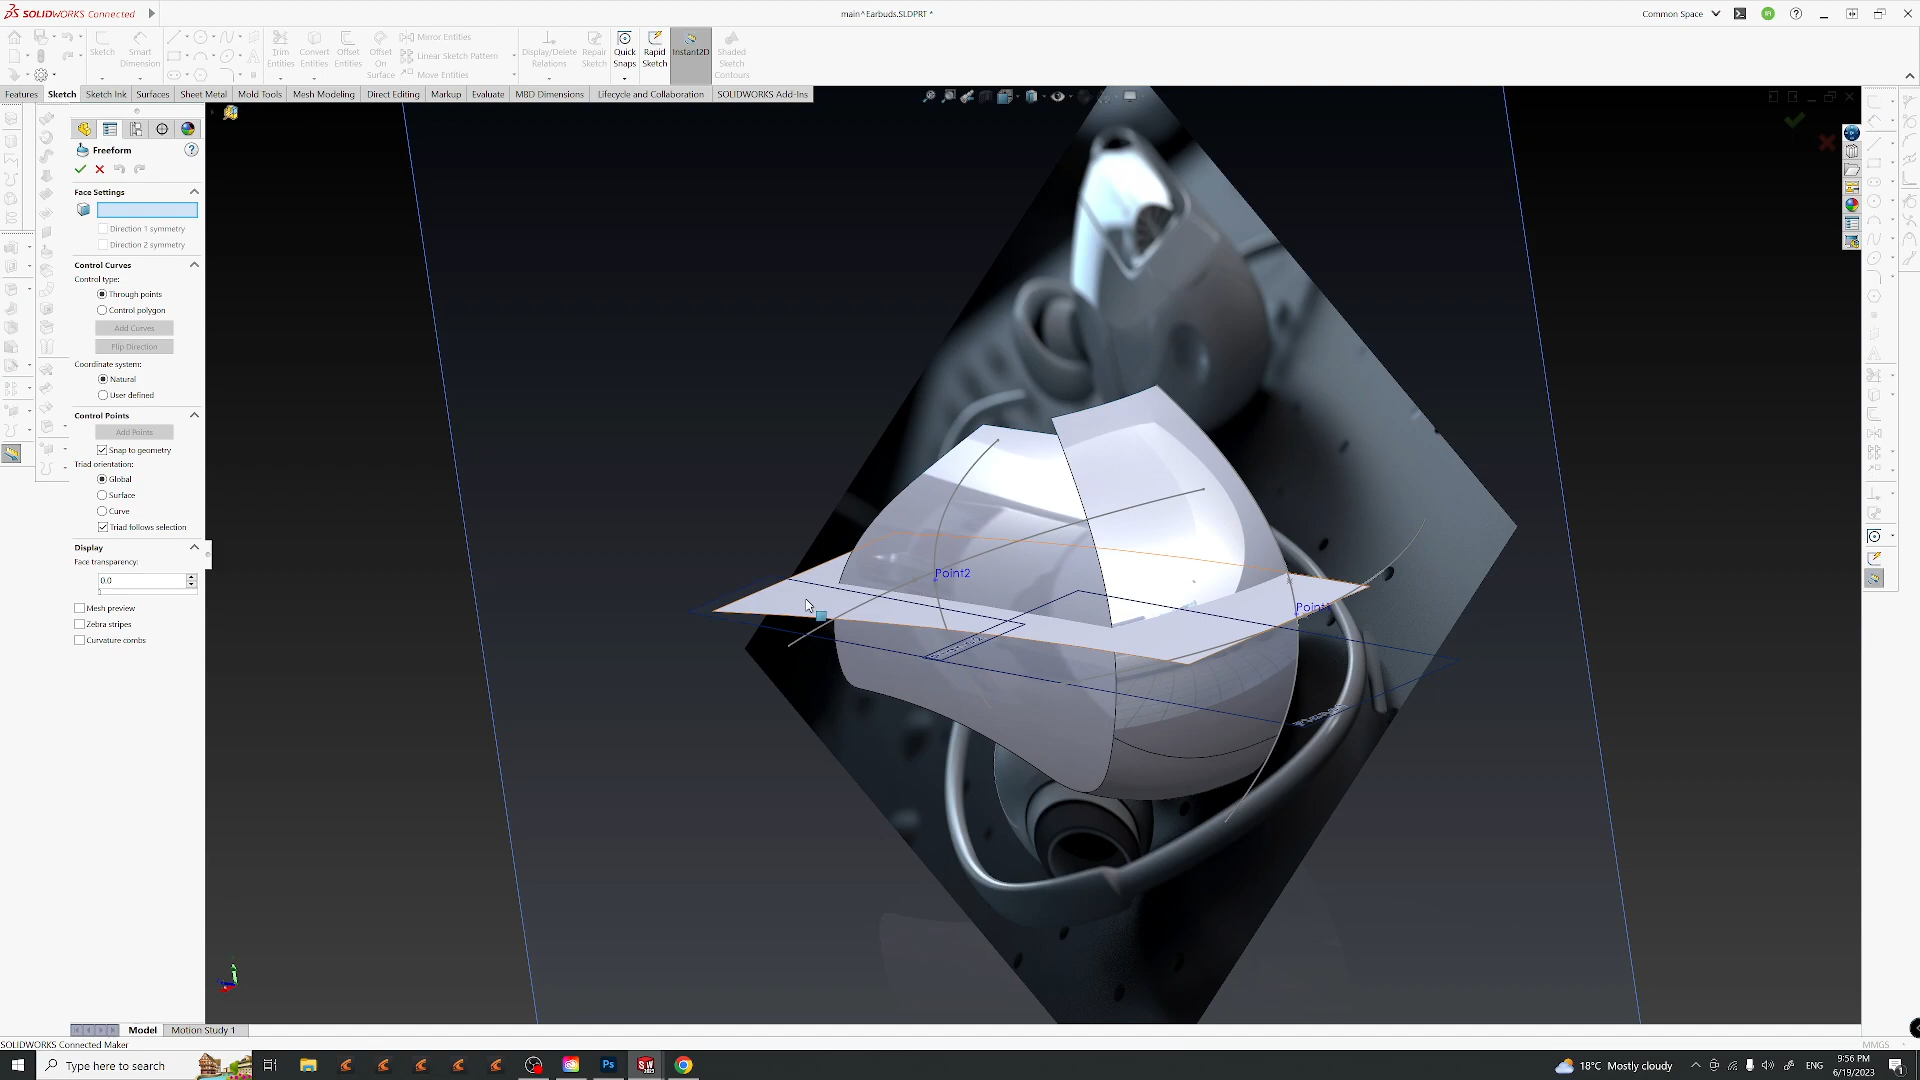 SOLIDWORKS Connected
main^Earbuds.SLDPRT *
Common Space
Sketch
Smart Dimension
Trim Entities
Convert Entities
Offset Entities
Offset On Surface
Mirror Entities
Linear Sketch Pattern
Move Entities
Display/Delete Relations
Repair Sketch
Quick Snaps
Rapid Sketch
Instant2D
Shaded Sketch Contours
Features
Sketch
Sketch Ink
Surfaces
Sheet Metal
Mold Tools
Mesh Modeling
Direct Editing
Markup
Evaluate
MBD Dimensions
Lifecycle and Collaboration
SOLIDWORKS Add-Ins
Freeform
Face Settings
Direction 1 symmetry
Direction 2 symmetry
Control Curves
Control type:
Through points
Control polygon
Add Curves
Flip Direction
Coordinate system:
Natural
User defined
Control Points
Add Points
Snap to geometry
Triad orientation:
Global
Surface
Curve
Triad follows selection
Display
Face transparency:
0.0
Mesh preview
Zebra stripes
Curvature combs
Point2
Model
Motion Study 1
SOLIDWORKS Connected Maker
MMGS
Type here to search
18°C Mostly cloudy
ENG
9:56 PM
6/19/2023